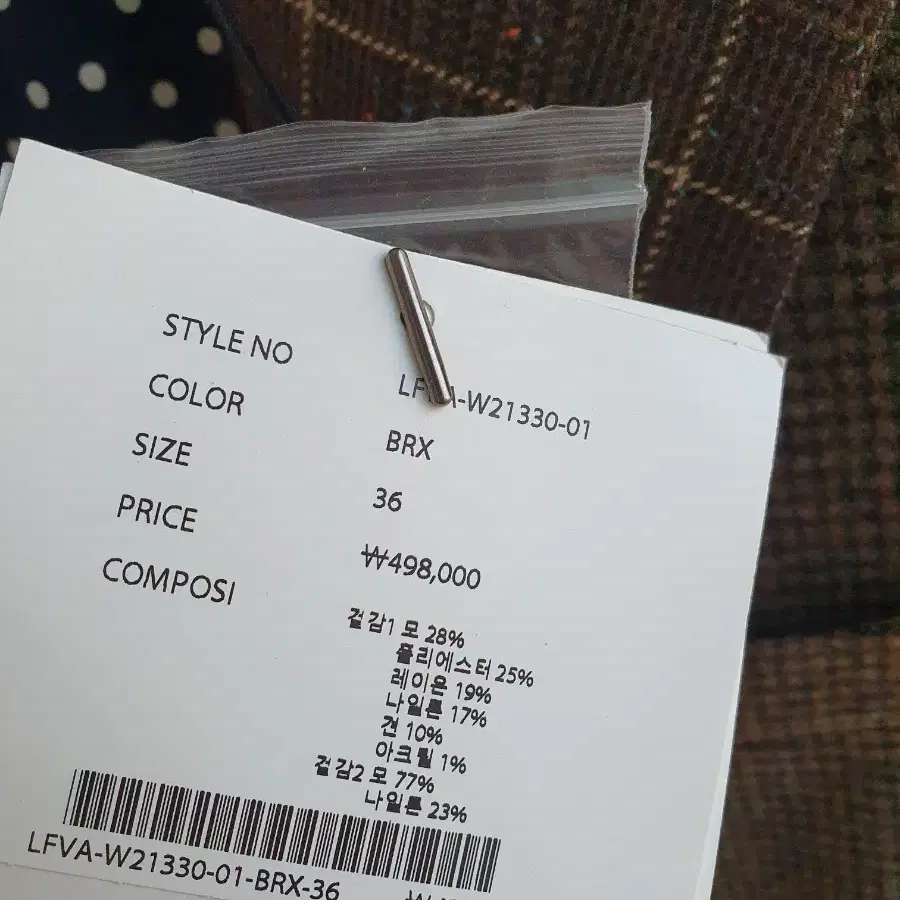 STYLE NO LFVA-W21330-01
COLOR BRX
SIZE 36
PRICE ₩498,000
COMPOSI
겉감1 모 28%
폴리에스터 25%
레이온 19%
나일론 17%
견 10%
아크릴 1%
겉감2 모 77%
나일론 23%
LFVA-W21330-01-BRX-36